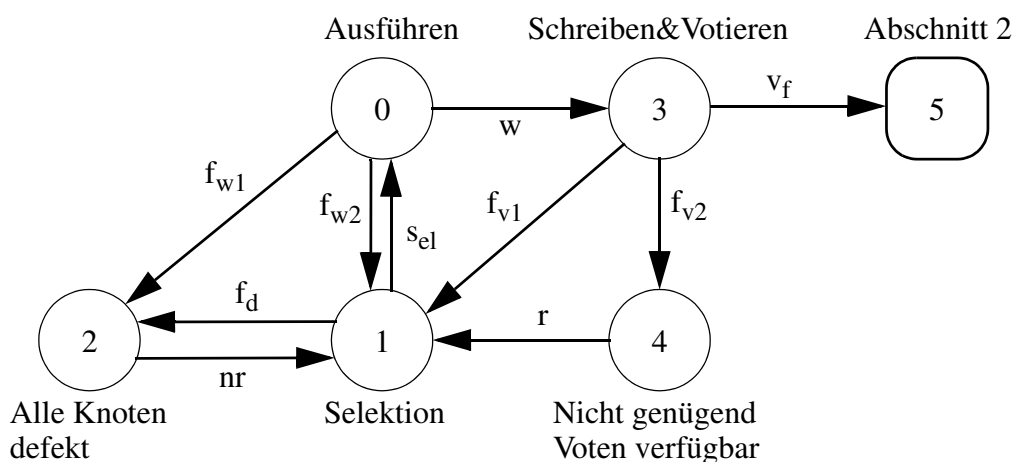 Ausführen
Schreiben&Votieren
Abschnitt 2
0
w
3
v_f
5
f_w1
f_w2
s_el
f_v1
f_v2
f_d
r
2
1
4
nr
Alle Knoten
defekt
Selektion
Nicht genügend
Voten verfügbar